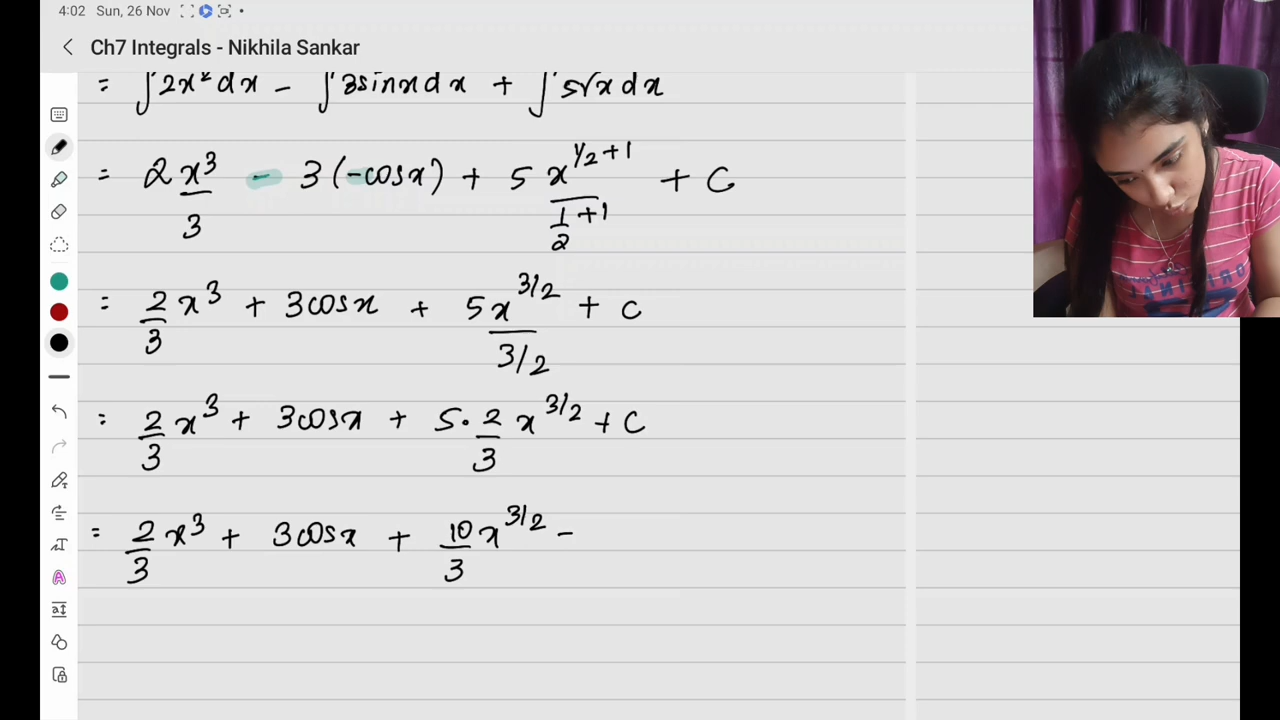 4:02 Sun, 26 Nov
Ch7 Integrals - Nikhila Sankar
= ∫2x² dx - ∫3sinx dx + ∫5√x dx
= 2 x³/3 - 3(-cosx) + 5 x^(1/2+1)/(1/2+1) + C
= 2/3 x³ + 3cosx + 5x^(3/2)/(3/2) + C
= 2/3 x³ + 3cosx + 5·2/3 x^(3/2) + C
= 2/3 x³ + 3cosx + 10/3 x^(3/2) -